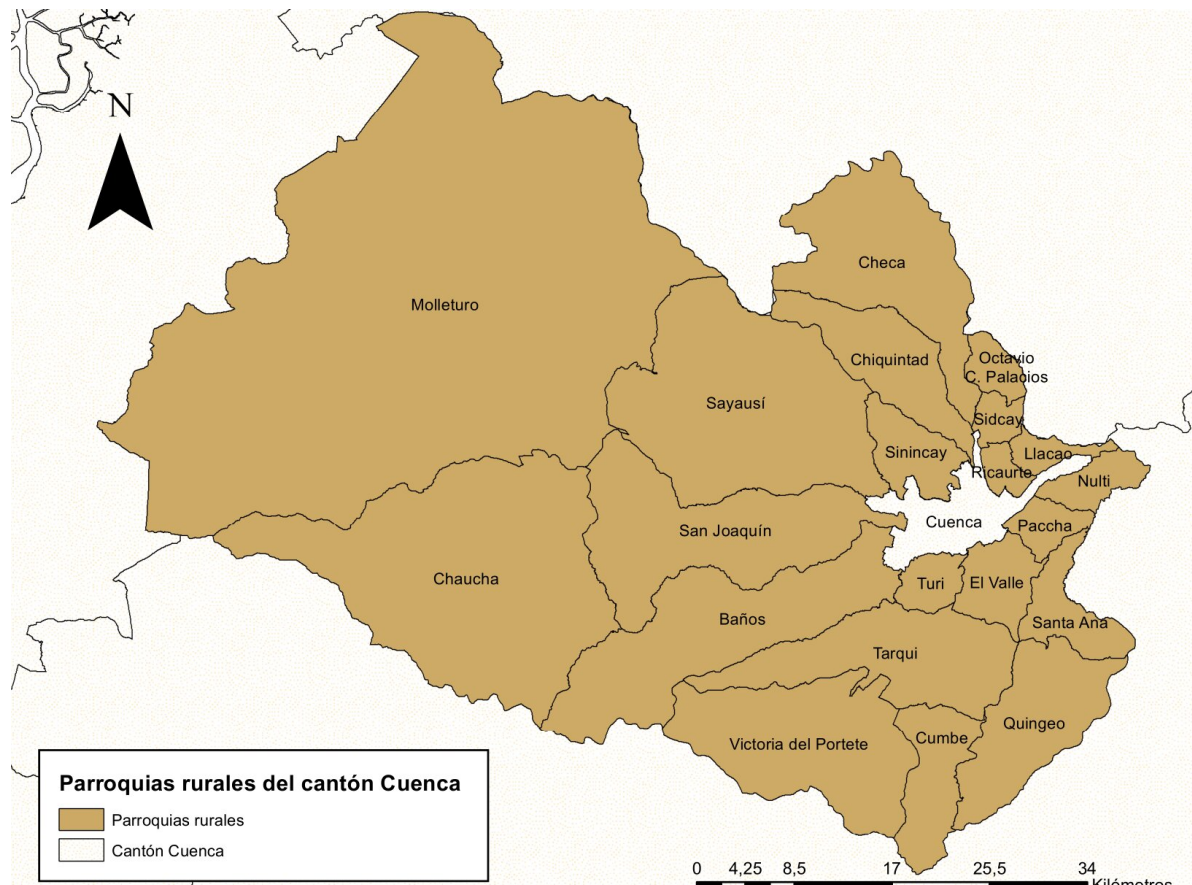 N
Checa
Molleturo
Octavio
C. Palacios
Chiquintad
Sayausí
Sidcay
Sinincay
Llacao
Ricaurte
Nulti
Cuenca
Paccha
San Joaquín
Chaucha
Turi
El Valle
Baños
Santa Ana
Tarqui
Quingeo
Cumbe
Victoria del Portete
Parroquias rurales del cantón Cuenca
Parroquias rurales
Cantón Cuenca
0 4,25 8,5 17 25,5 34
Kilómetros